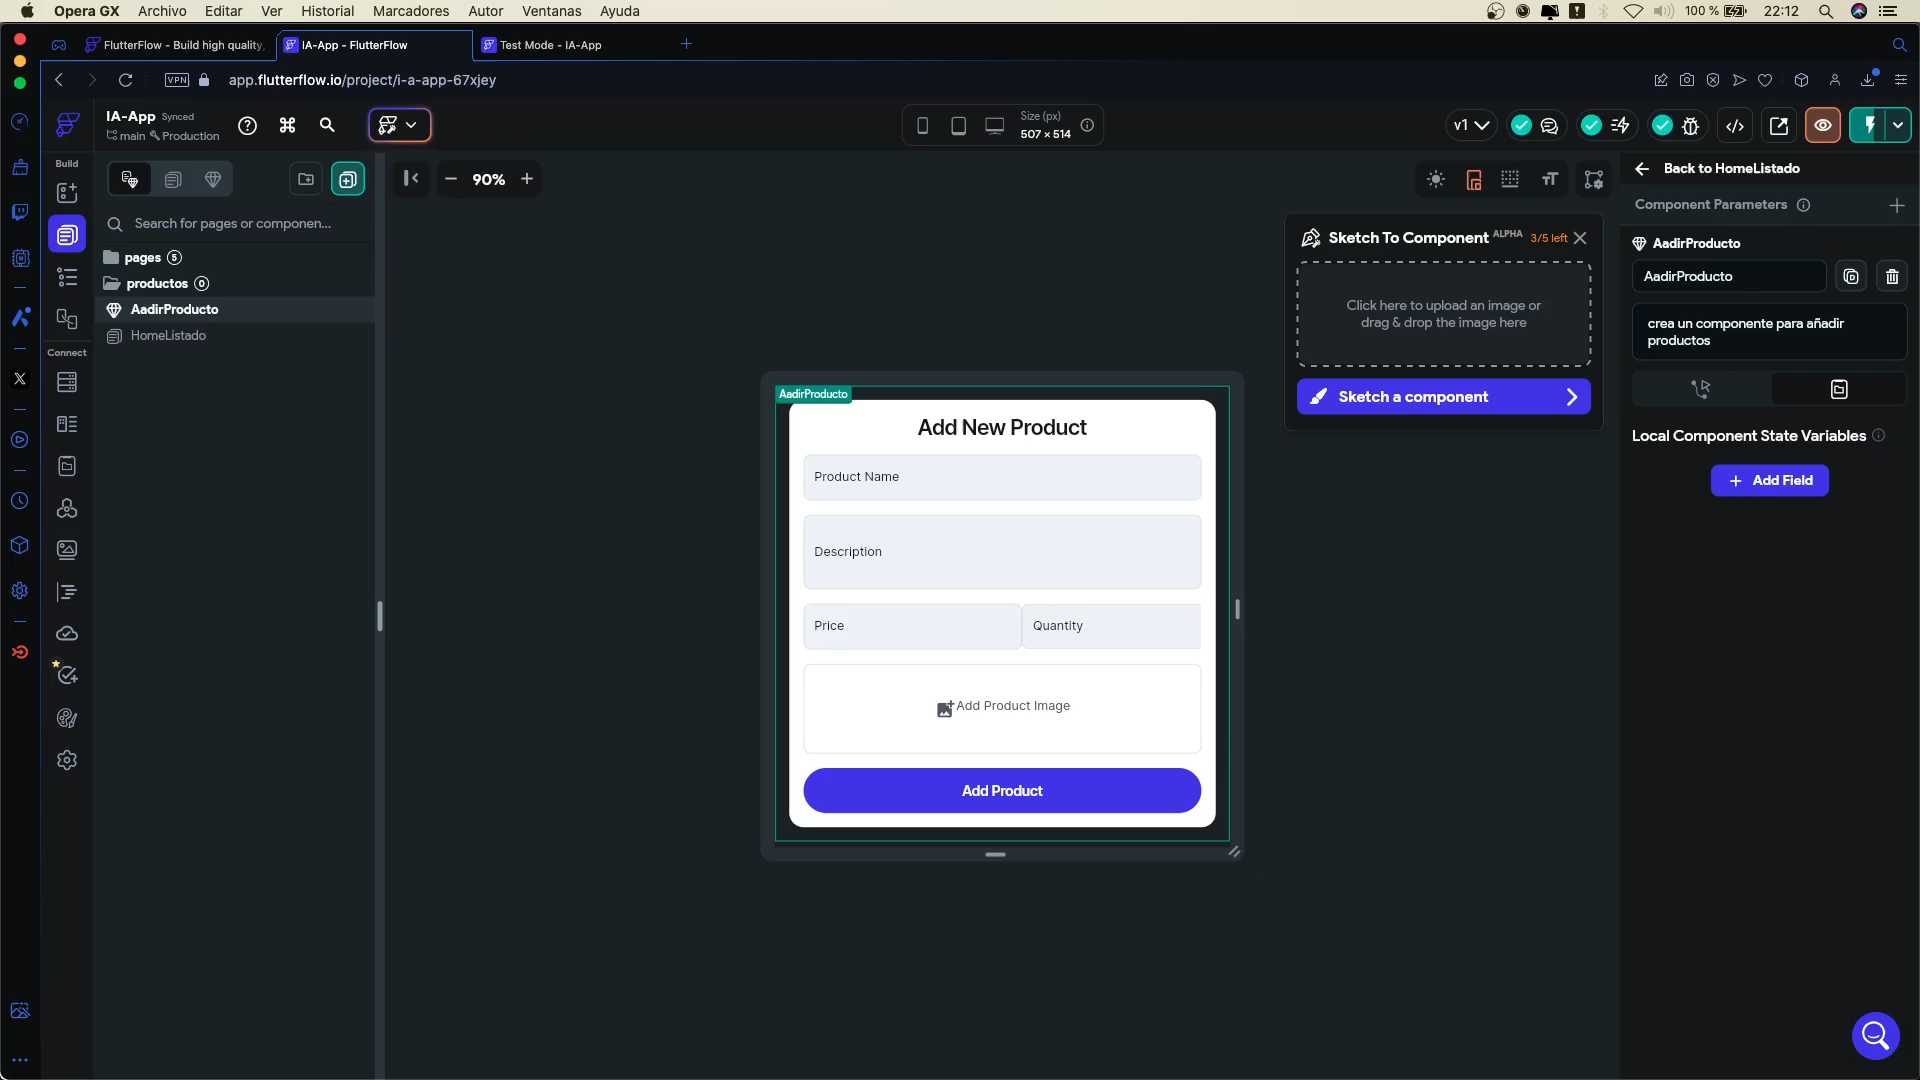 Opera GX Archivo Editar Ver Historial Marcadores Autor Ventanas Ayuda
100 % 22:12
FlutterFlow - Build high quality,
IA-App - FlutterFlow
Test Mode - IA-App
VPN app.flutterflow.io/project/i-a-app-67xjey
IA-App Synced
main Production
Size (px)
507 × 514
v1
Build
Connect
90%
Search for pages or componen...
pages 5
productos 0
AadirProducto
HomeListado
AadirProducto
Add New Product
Product Name
Description
Price
Quantity
Add Product Image
Add Product
Sketch To Component ALPHA 3/5 left
Click here to upload an image or
drag & drop the image here
Sketch a component
Back to HomeListado
Component Parameters
AadirProducto
AadirProducto
crea un componente para añadir
productos
Local Component State Variables
Add Field